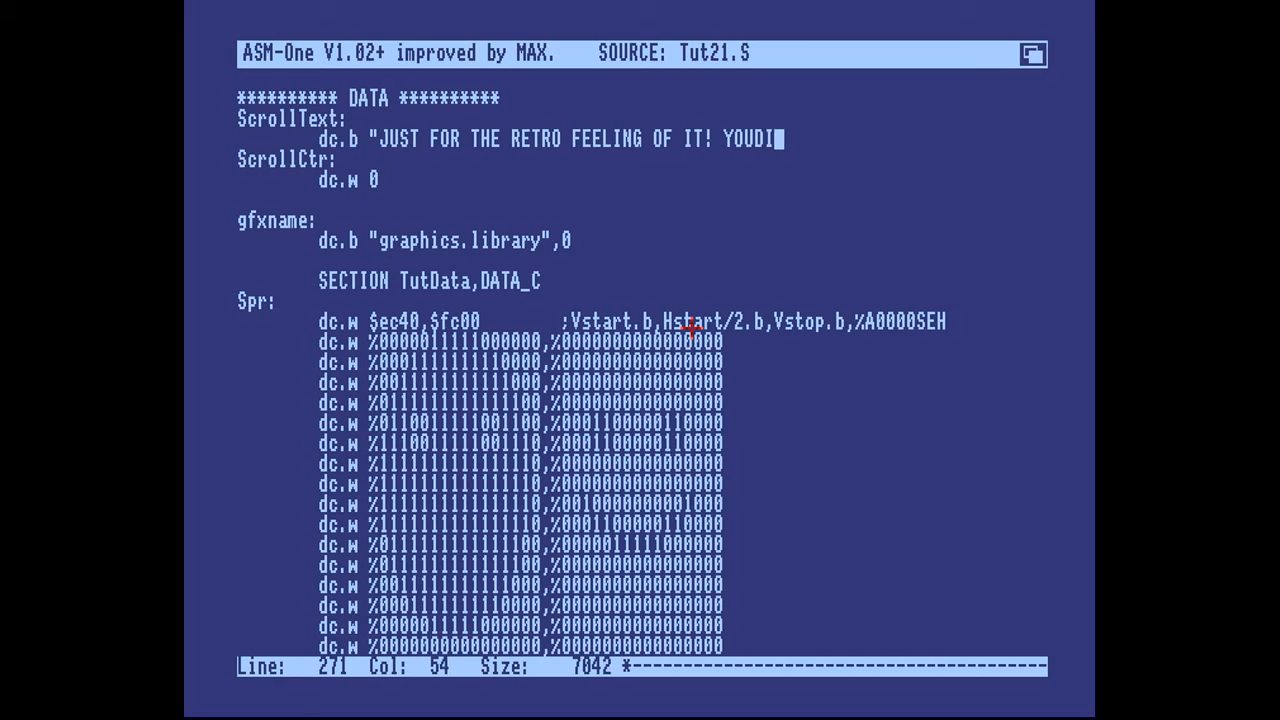 ASM-One V1.02+ improved by MAX.    SOURCE: Tut21.S
********** DATA **********
ScrollText:
        dc.b "JUST FOR THE RETRO FEELING OF IT! YOUDI
ScrollCtr:
        dc.w 0
gfxname:
        dc.b "graphics.library",0
        SECTION TutData,DATA_C
Spr:
        dc.w $ec40,$fc00        ;Vstart.b,Hstart/2.b,Vstop.b,%A0000SEH
        dc.w %0000011111000000,%0000000000000000
        dc.w %0001111111110000,%0000000000000000
        dc.w %0011111111111000,%0000000000000000
        dc.w %0111111111111100,%0000000000000000
        dc.w %0110011111001100,%0001100000110000
        dc.w %1110011111001110,%0001100000110000
        dc.w %1111111111111110,%0000000000000000
        dc.w %1111111111111110,%0000000000000000
        dc.w %1111111111111110,%0010000000001000
        dc.w %1111111111111110,%0001100000110000
        dc.w %0111111111111100,%0000011111000000
        dc.w %0111111111111100,%0000000000000000
        dc.w %0011111111111000,%0000000000000000
        dc.w %0001111111110000,%0000000000000000
        dc.w %0000011111000000,%0000000000000000
        dc.w %0000000000000000,%0000000000000000
Line:   271  Col:  54   Size:    7042 *-----------------------------------------